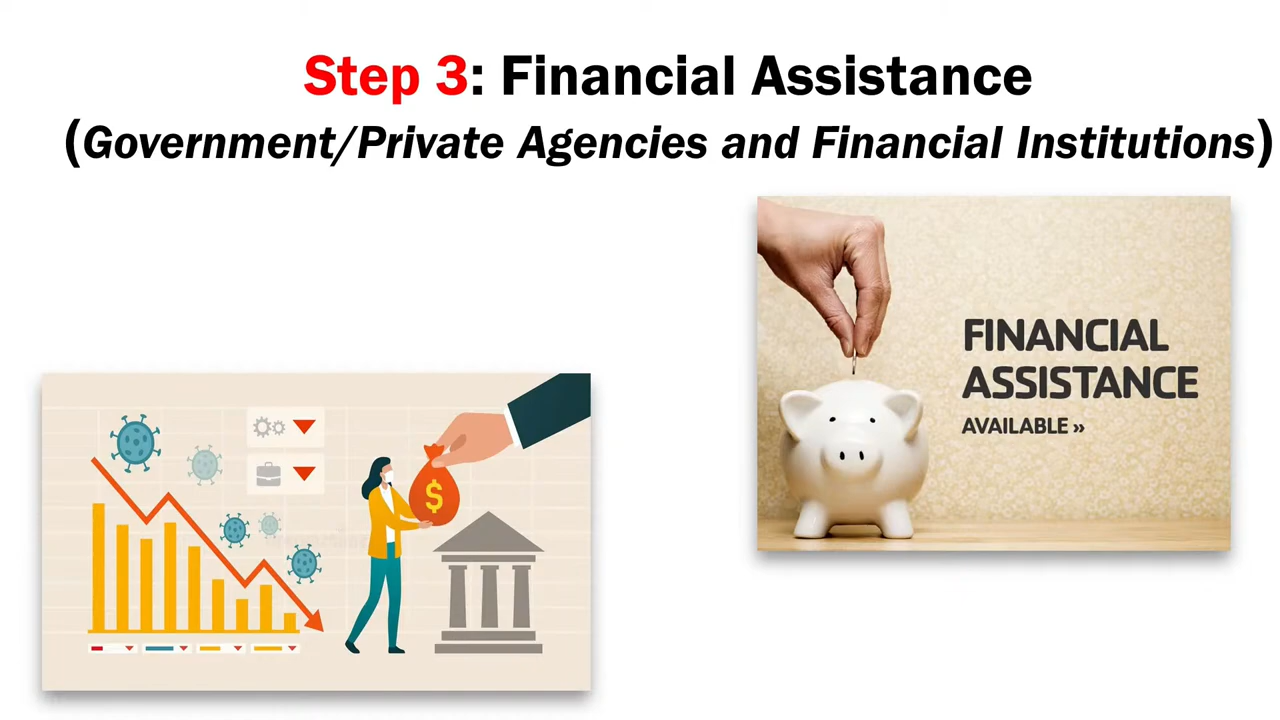 Step 3: Financial Assistance
(Government/Private Agencies and Financial Institutions)
FINANCIAL
ASSISTANCE
AVAILABLE »
$